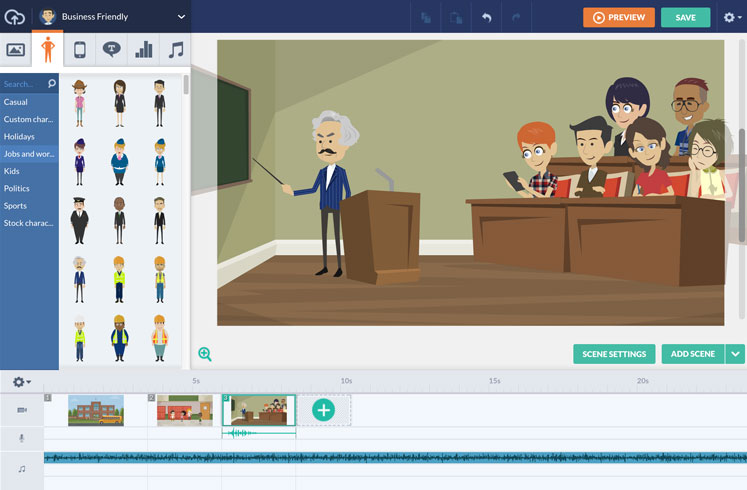 Business Friendly
PREVIEW
SAVE
T
Search...
Casual
Custom char...
Holidays
Jobs and wor...
Kids
Politics
Sports
Stock charac...
SCENE SETTINGS
ADD SCENE
5s
10s
15s
20s
1
2
3